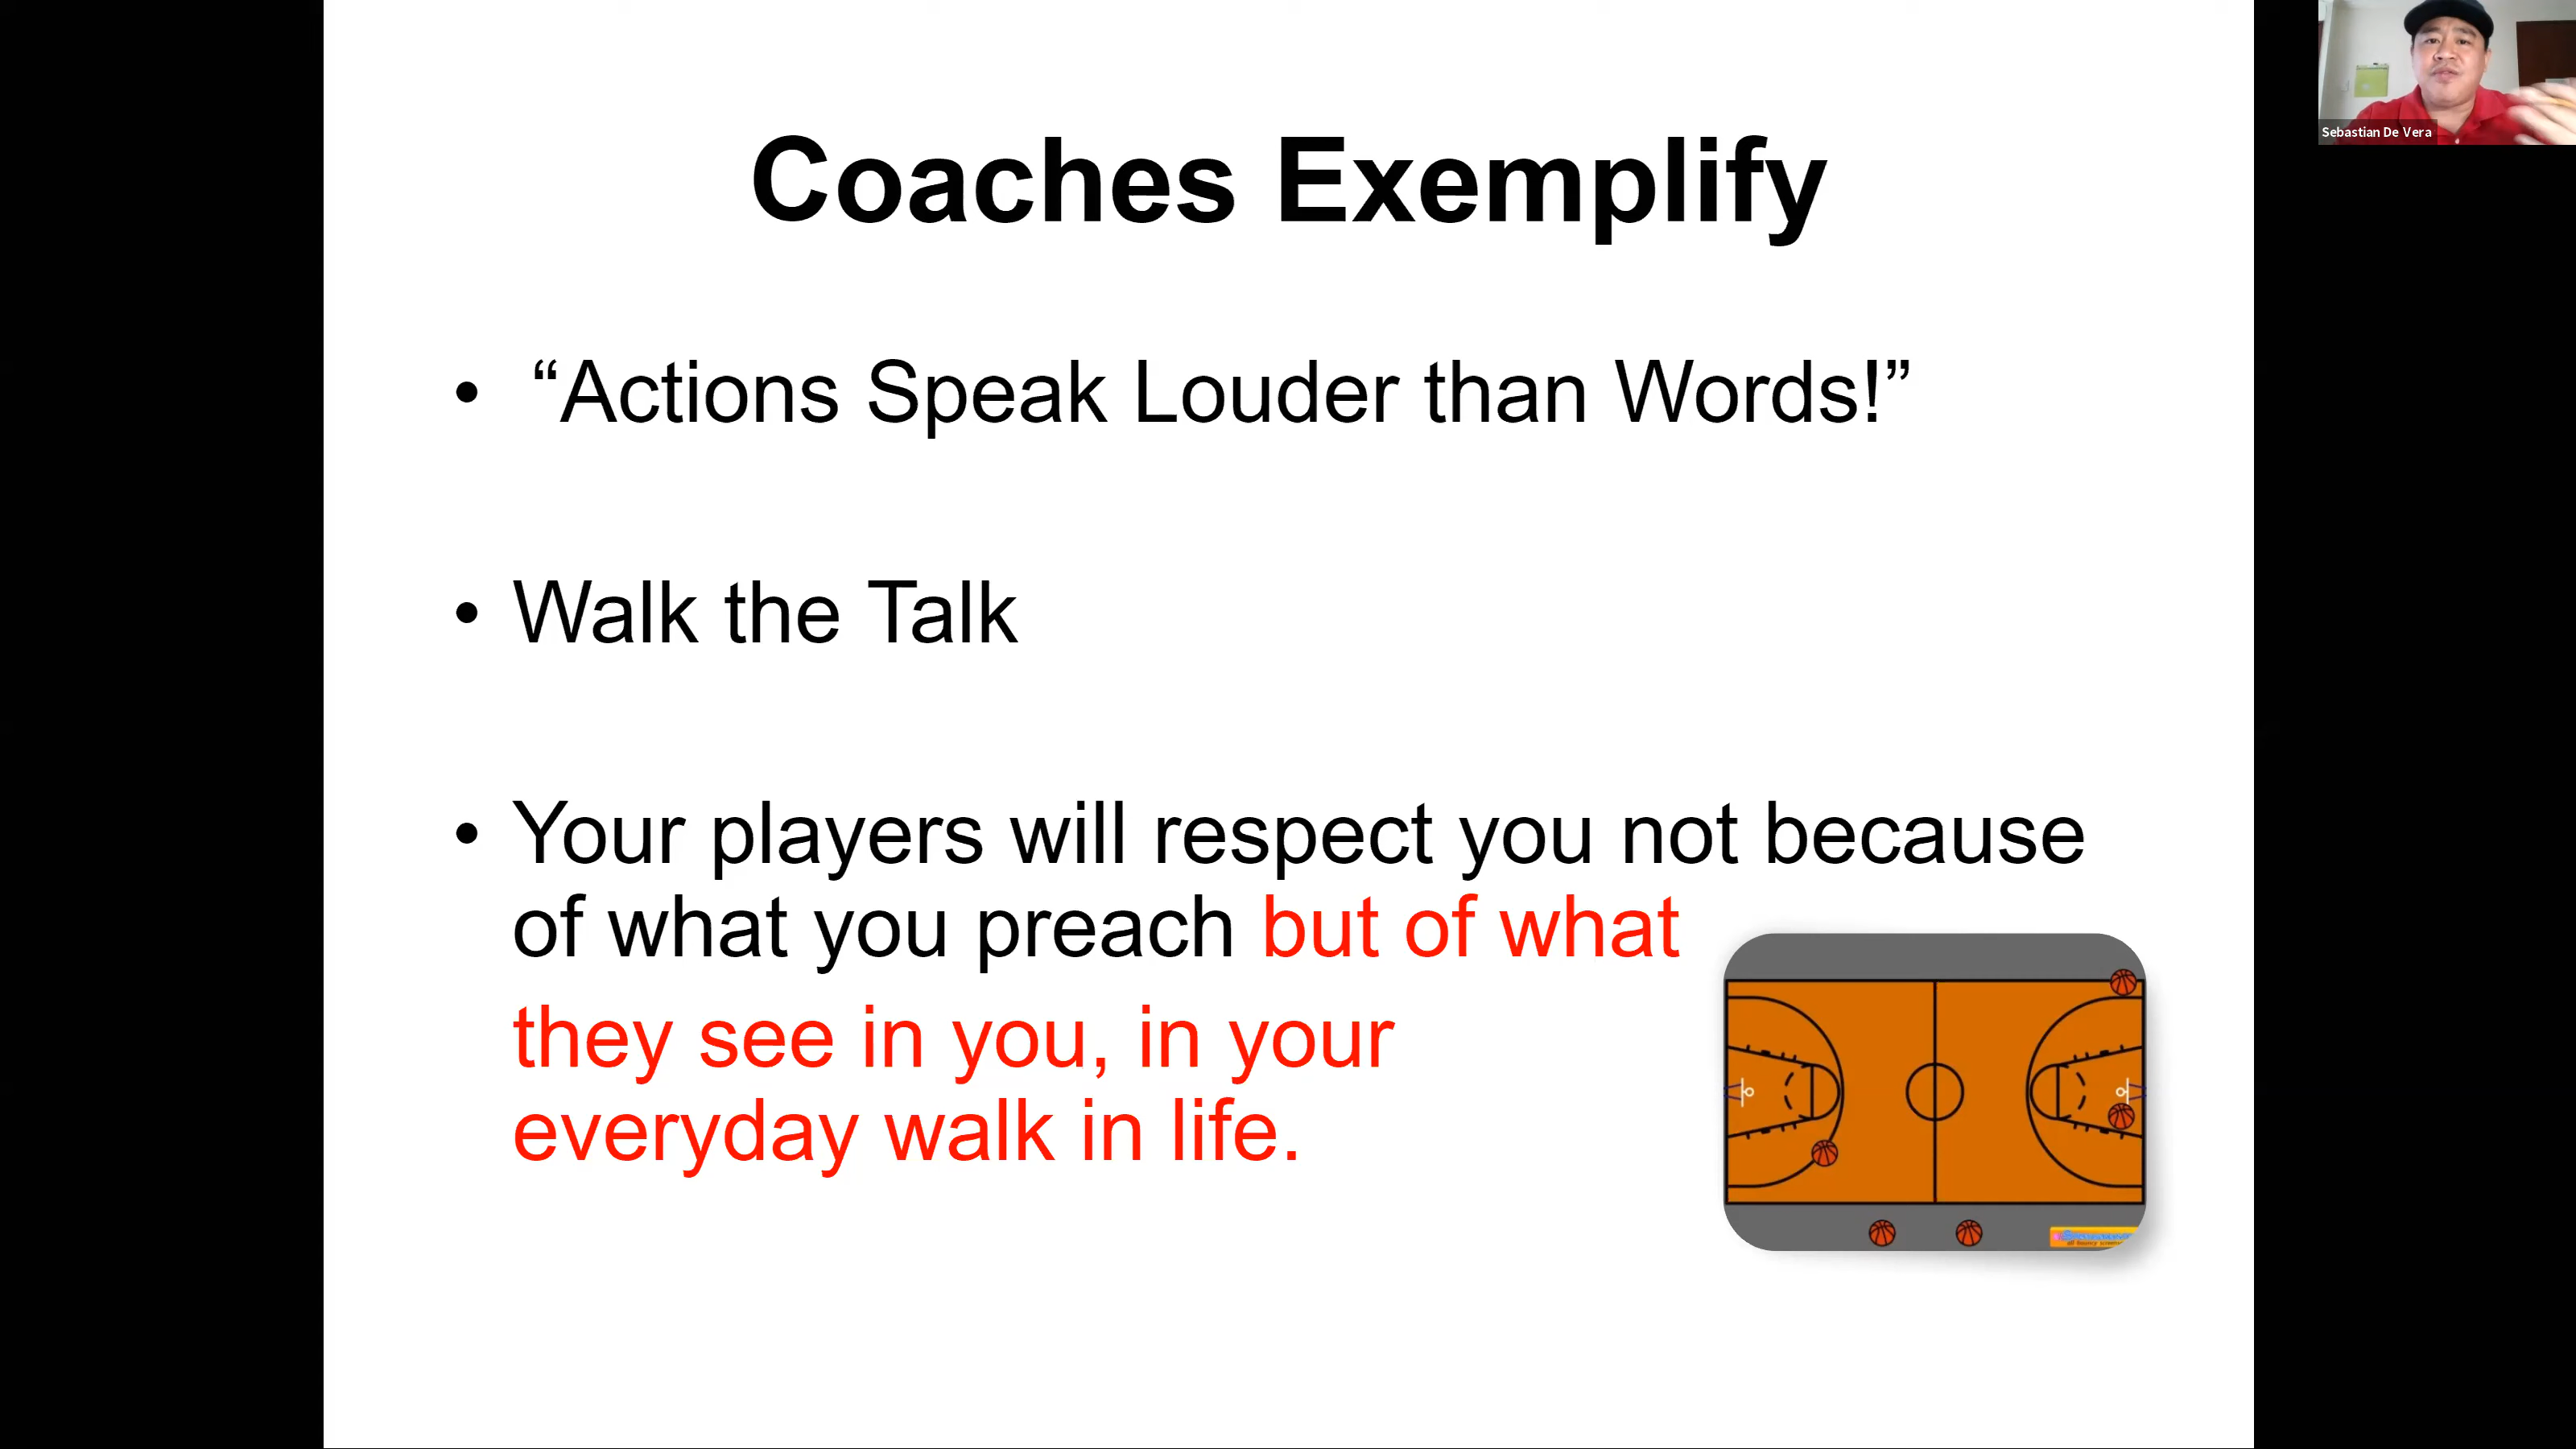 Coaches Exemplify
• “Actions Speak Louder than Words!”
• Walk the Talk
• Your players will respect you not because
of what you preach but of what
they see in you, in your
everyday walk in life.
Sebastian De Vera